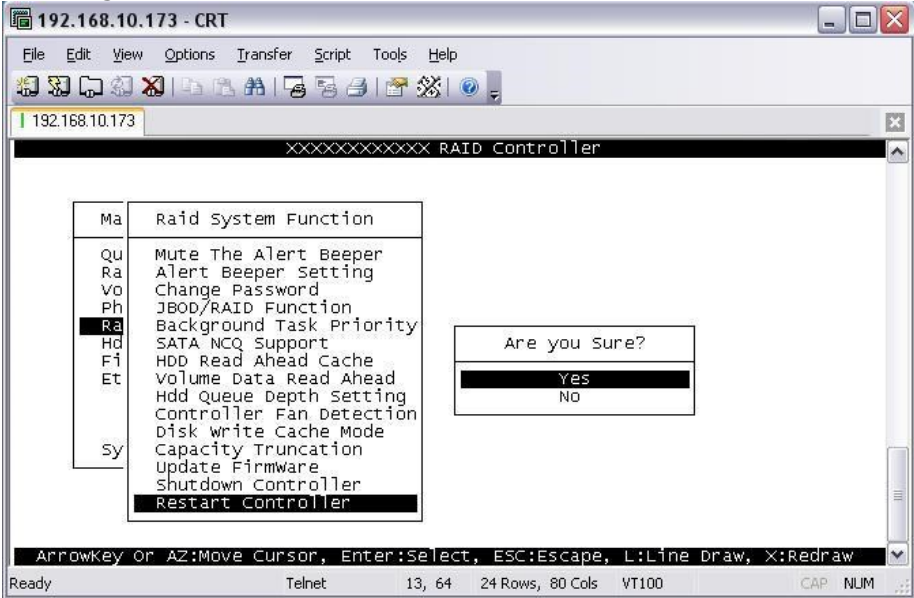 192.168.10.173 - CRT
File Edit View Options Transfer Script Tools Help
192.168.10.173
XXXXXXXXXXXX RAID Controller
Ma
Raid System Function
Qu
Ra
Vo
Ph
Ra
Hd
Fi
Et
Sy
Mute The Alert Beeper
Alert Beeper Setting
Change Password
JBOD/RAID Function
Background Task Priority
SATA NCQ Support
HDD Read Ahead Cache
Volume Data Read Ahead
Hdd Queue Depth Setting
Controller Fan Detection
Disk Write Cache Mode
Capacity Truncation
Update FirmWare
Shutdown Controller
Restart Controller
Are you Sure?
Yes
No
ArrowKey Or AZ:Move Cursor, Enter:Select, ESC:Escape, L:Line Draw, X:Redraw
Ready Telnet 13, 64 24 Rows, 80 Cols VT100 CAP NUM